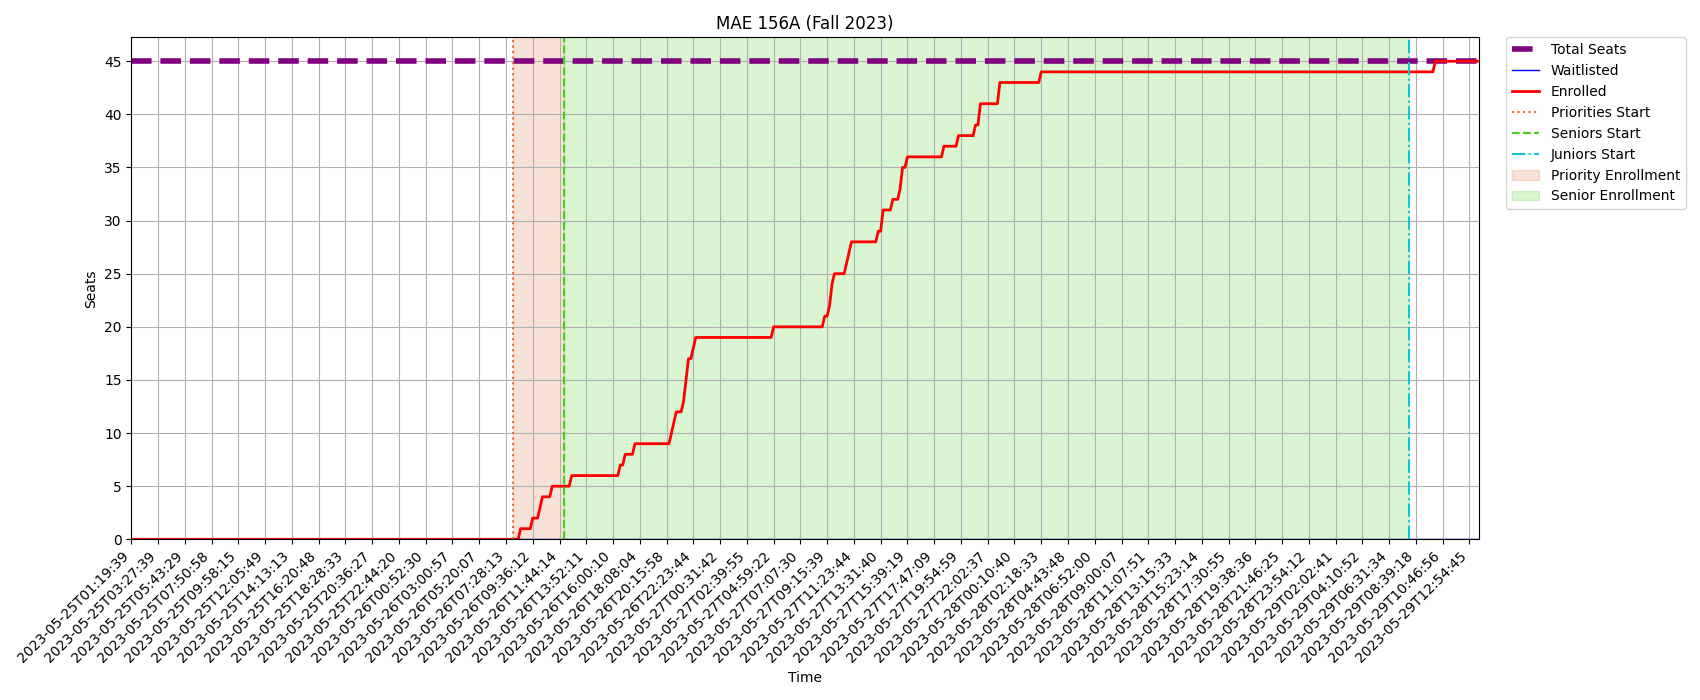 MAE 156A (Fall 2023)
Total Seats
Waitlisted
Enrolled
Priorities Start
Seniors Start
Juniors Start
Priority Enrollment
Senior Enrollment
Seats
45
40
35
30
25
20
15
10
5
0
2023-05-25T01:19:39
2023-05-25T03:27:39
2023-05-25T05:43:29
2023-05-25T07:50:58
2023-05-25T09:58:15
2023-05-25T12:05:49
2023-05-25T14:13:13
2023-05-25T16:20:48
2023-05-25T18:28:33
2023-05-25T20:36:27
2023-05-25T22:44:20
2023-05-26T00:52:30
2023-05-26T03:00:57
2023-05-26T05:20:07
2023-05-26T07:28:13
2023-05-26T09:36:12
2023-05-26T11:44:14
2023-05-26T13:52:11
2023-05-26T16:00:10
2023-05-26T18:08:04
2023-05-26T20:15:58
2023-05-26T22:23:44
2023-05-27T00:31:42
2023-05-27T02:39:55
2023-05-27T04:59:22
2023-05-27T07:07:30
2023-05-27T09:15:39
2023-05-27T11:23:44
2023-05-27T13:31:40
2023-05-27T15:39:19
2023-05-27T17:47:09
2023-05-27T19:54:59
2023-05-27T22:02:37
2023-05-28T00:10:40
2023-05-28T02:18:33
2023-05-28T04:43:48
2023-05-28T06:52:00
2023-05-28T09:00:07
2023-05-28T11:07:51
2023-05-28T13:15:33
2023-05-28T15:23:14
2023-05-28T17:30:55
2023-05-28T19:38:36
2023-05-28T21:46:25
2023-05-28T23:54:12
2023-05-29T02:02:41
2023-05-29T04:10:52
2023-05-29T06:31:34
2023-05-29T08:39:18
2023-05-29T10:46:56
2023-05-29T12:54:45
Time